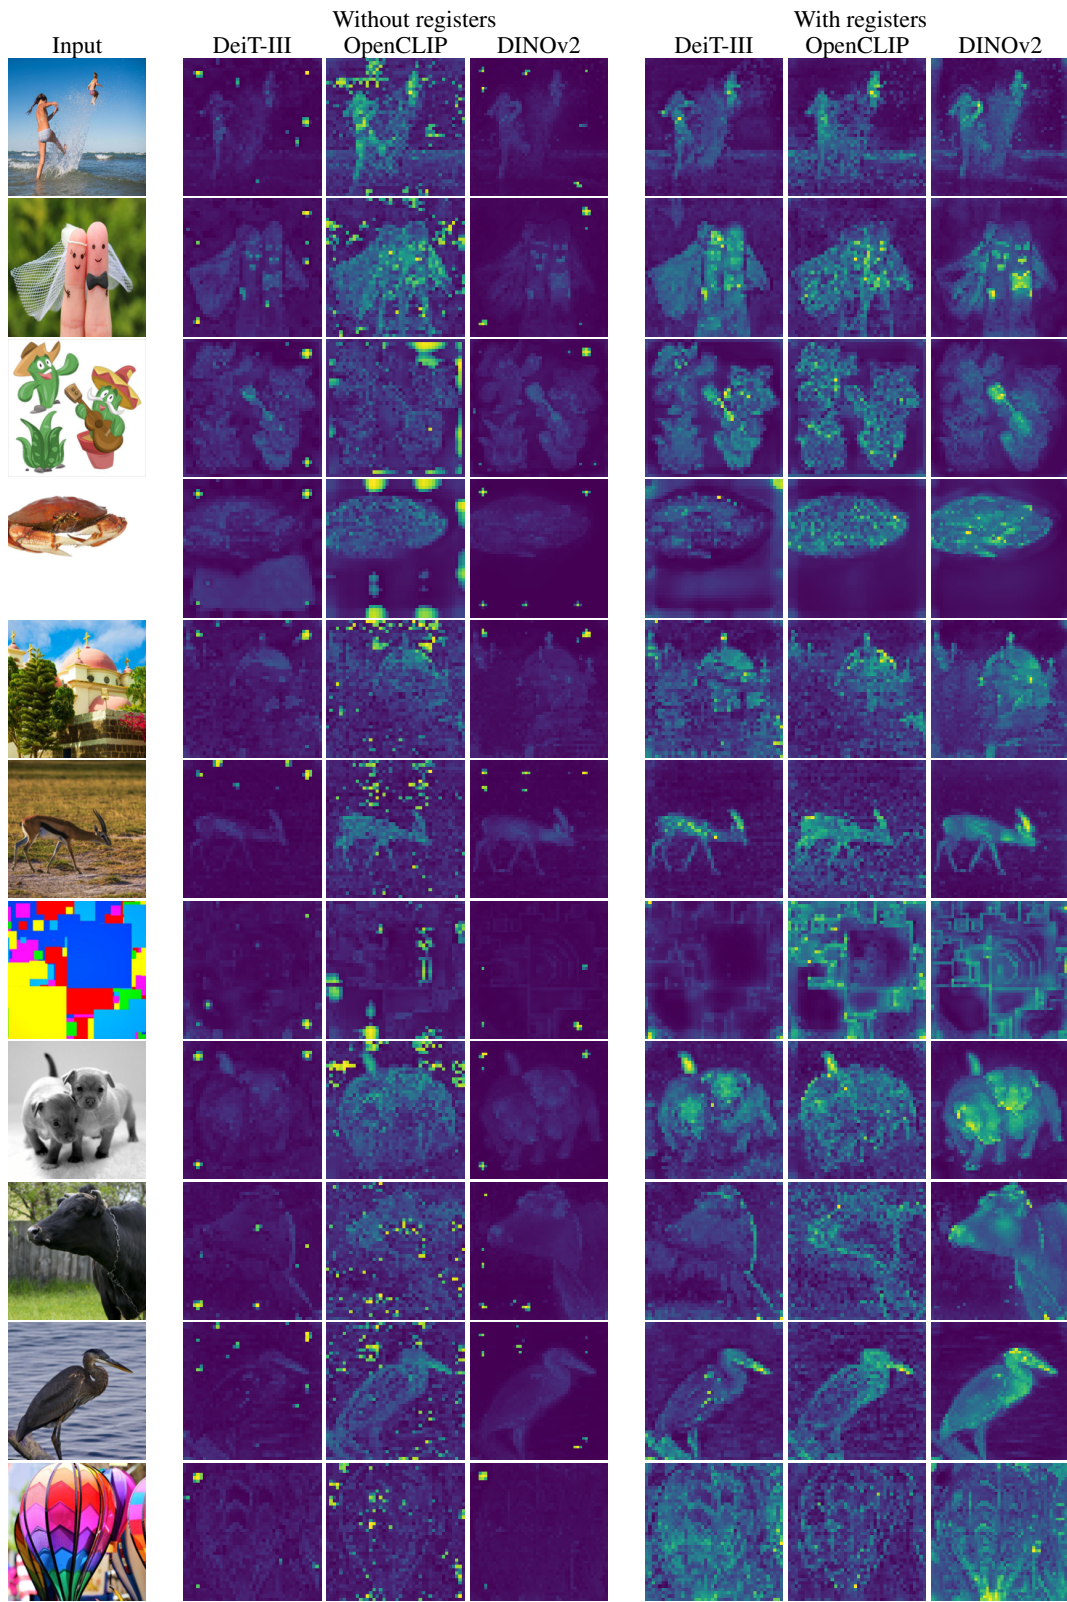 Without registers
With registers
Input
DeiT-III
OpenCLIP
DINOv2
DeiT-III
OpenCLIP
DINOv2